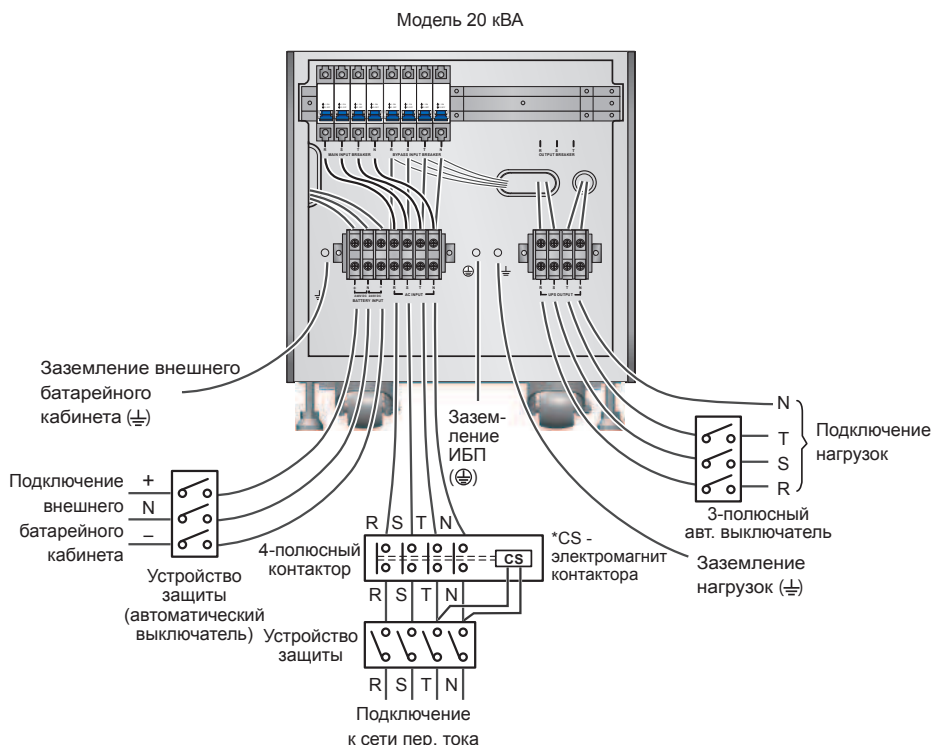 Модель 20 кВА
R S T N R S T N
MAIN INPUT BREAKER BYPASS INPUT BREAKER
R S T
OUTPUT BREAKER
R S T N
AC INPUT
BATTERY INPUT
R S T N
UPS OUTPUT
Заземление внешнего
батарейного
кабинета (⏚)
Зазем-
ление
ИБП
(⏚)
N
T
S
R
Подключение
нагрузок
3-полюсный
авт. выключатель
Заземление
нагрузок (⏚)
Подключение
внешнего
батарейного
кабинета
+
N
–
Устройство
защиты
(автоматический
выключатель)
R S T N
4-полюсный
контактор
CS
*CS -
электромагнит
контактора
R S T N
Устройство
защиты
R S T N
Подключение
к сети пер. тока